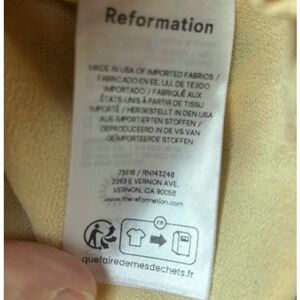 Reformation
MADE IN USA OF IMPORTED FABRICS /
FABRICADO EN EE. UU. DE TEJIDO
IMPORTADO / FABRIQUÉ AUX
ÉTATS-UNIS À PARTIR DE TISSU
IMPORTÉ / HERGESTELLT IN DEN USA
AUS IMPORTIERTEN STOFFEN /
GEPRODUCEERD IN DE VS VAN
GEÏMPORTEERDE STOFFEN
RN143248
2263 E VERNON AVE.
VERNON, CA 90058
www.thereformation.com
FR
quefairedemesdechets.fr